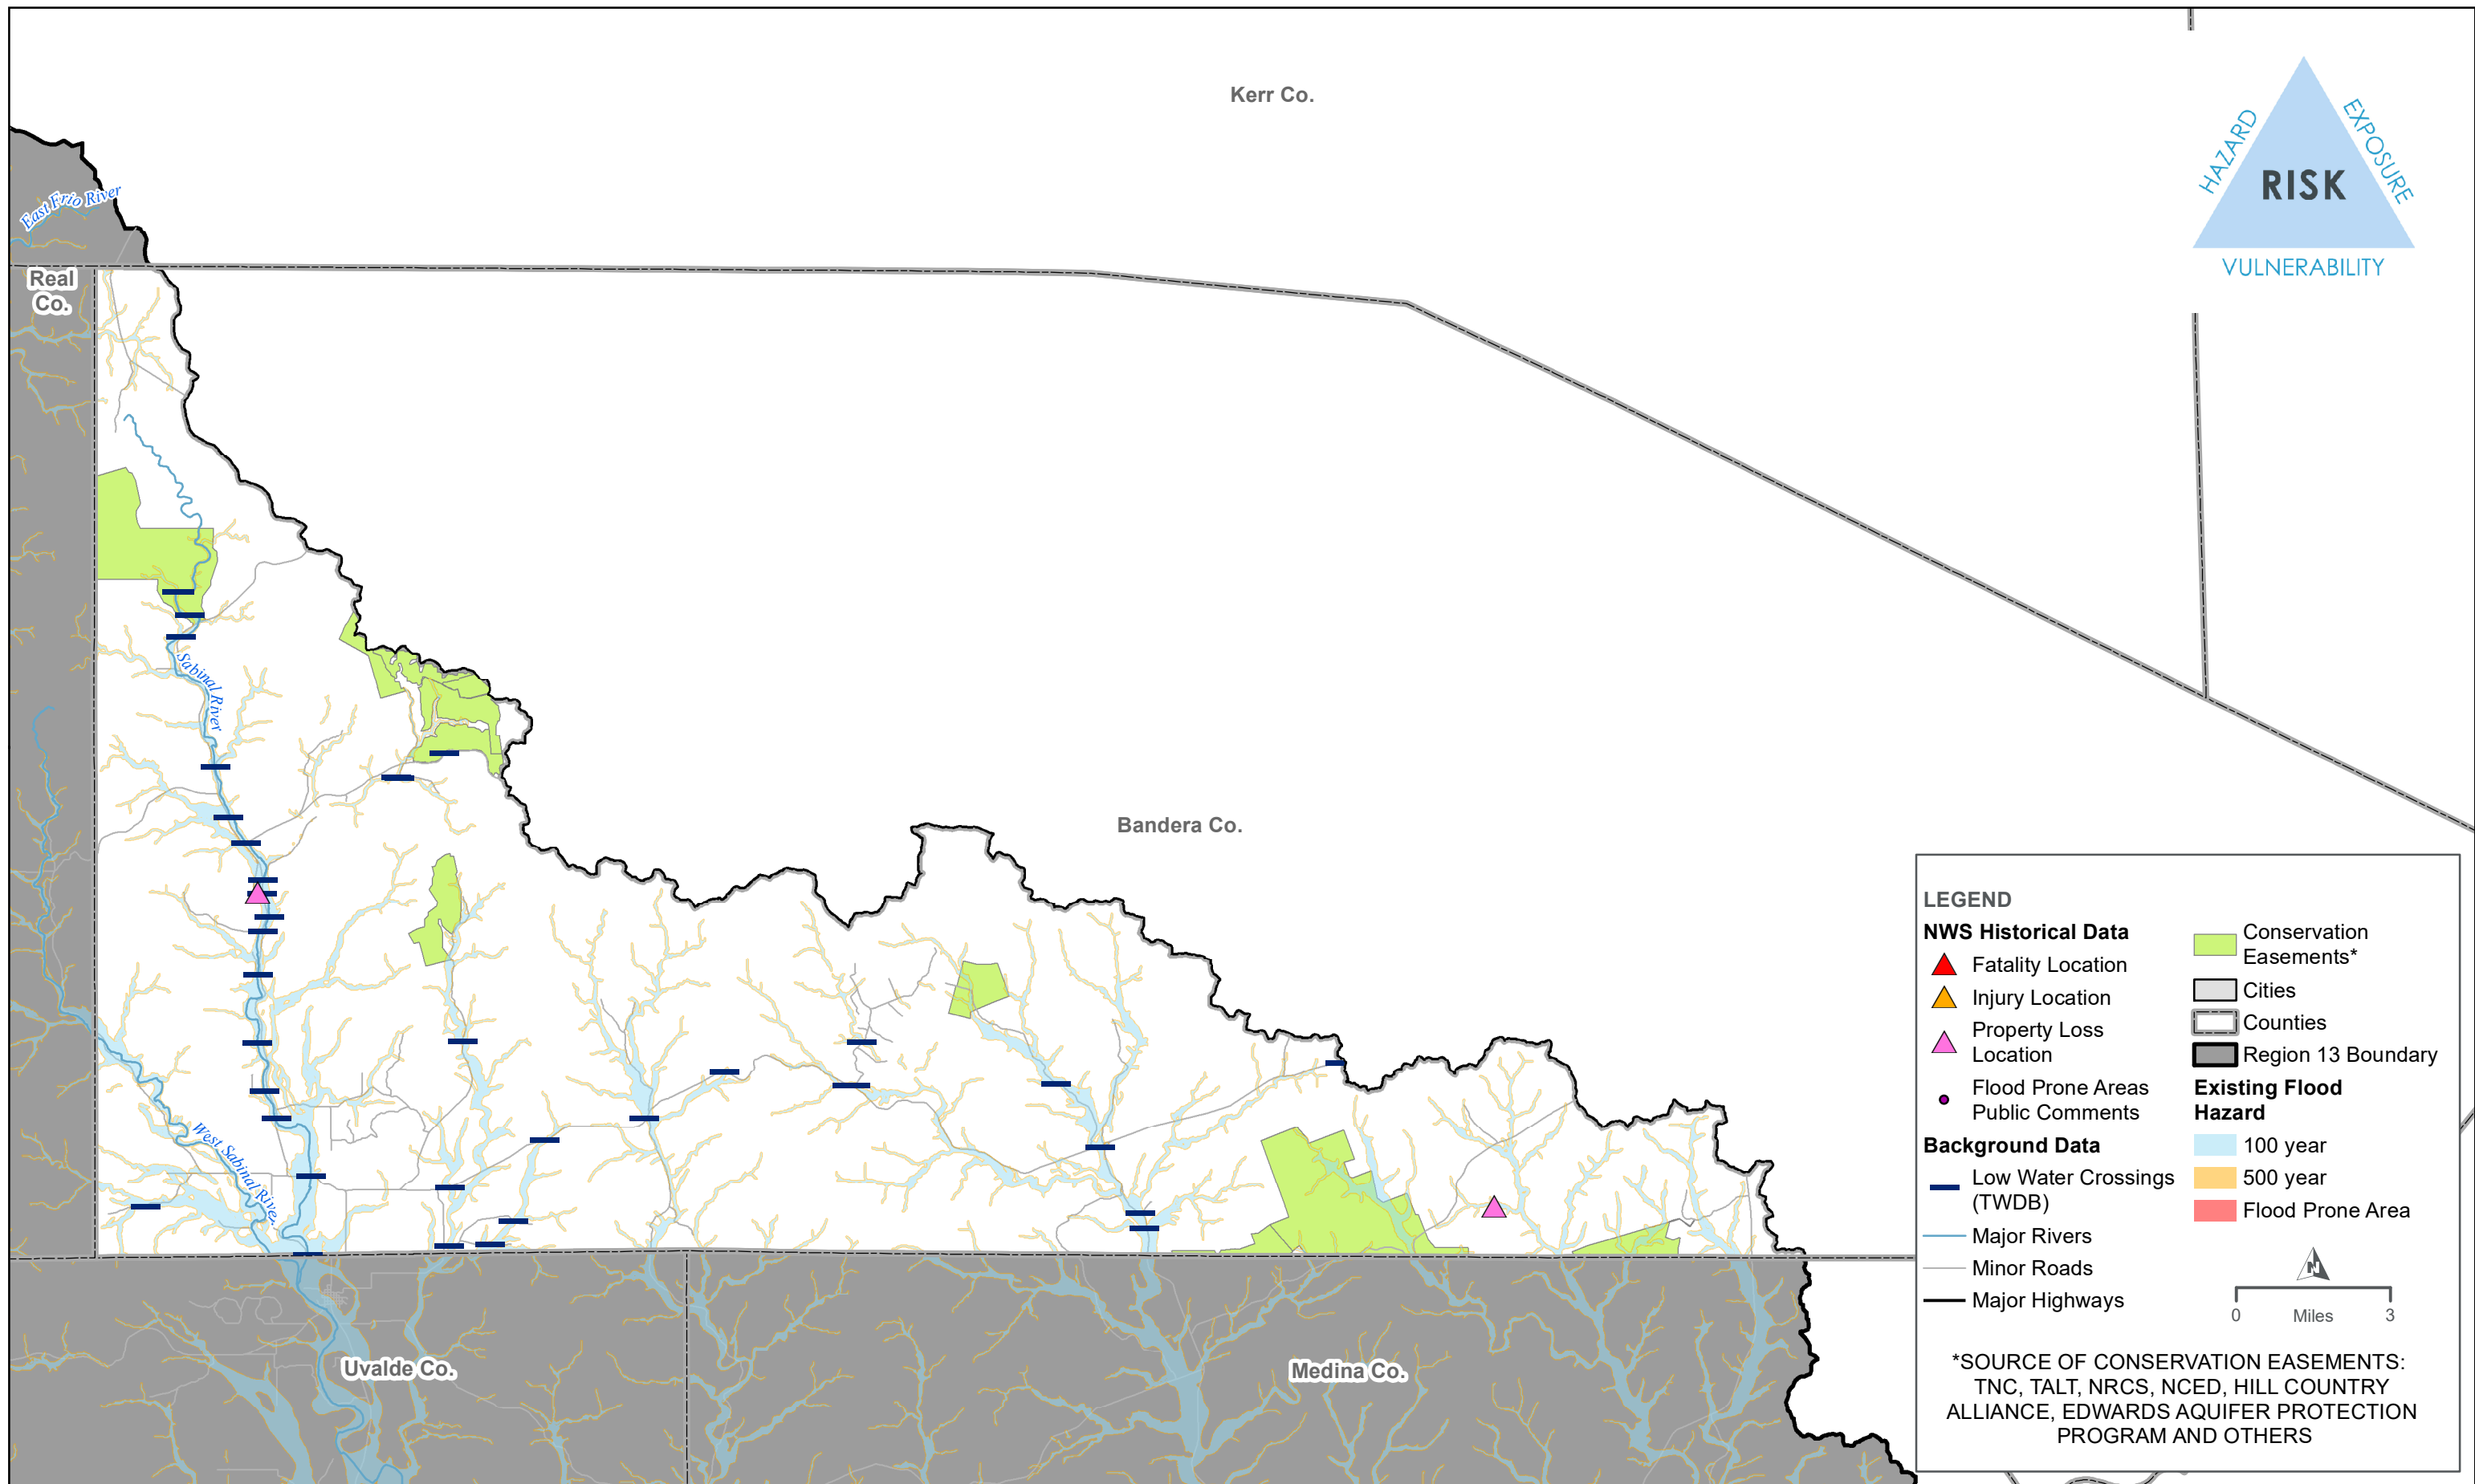 Kerr Co.
HAZARD
EXPOSURE
RISK
VULNERABILITY
East Frio River
Real
Co.
Sabinal River
Bandera Co.
West Sabinal River
Uvalde Co.
Medina Co.
LEGEND
NWS Historical Data
Fatality Location
Injury Location
Property Loss
Location
Flood Prone Areas
Public Comments
Background Data
Low Water Crossings
(TWDB)
Major Rivers
Minor Roads
Major Highways
Conservation
Easements*
Cities
Counties
Region 13 Boundary
Existing Flood
Hazard
100 year
500 year
Flood Prone Area
N
0
Miles
3
*SOURCE OF CONSERVATION EASEMENTS:
TNC, TALT, NRCS, NCED, HILL COUNTRY
ALLIANCE, EDWARDS AQUIFER PROTECTION
PROGRAM AND OTHERS